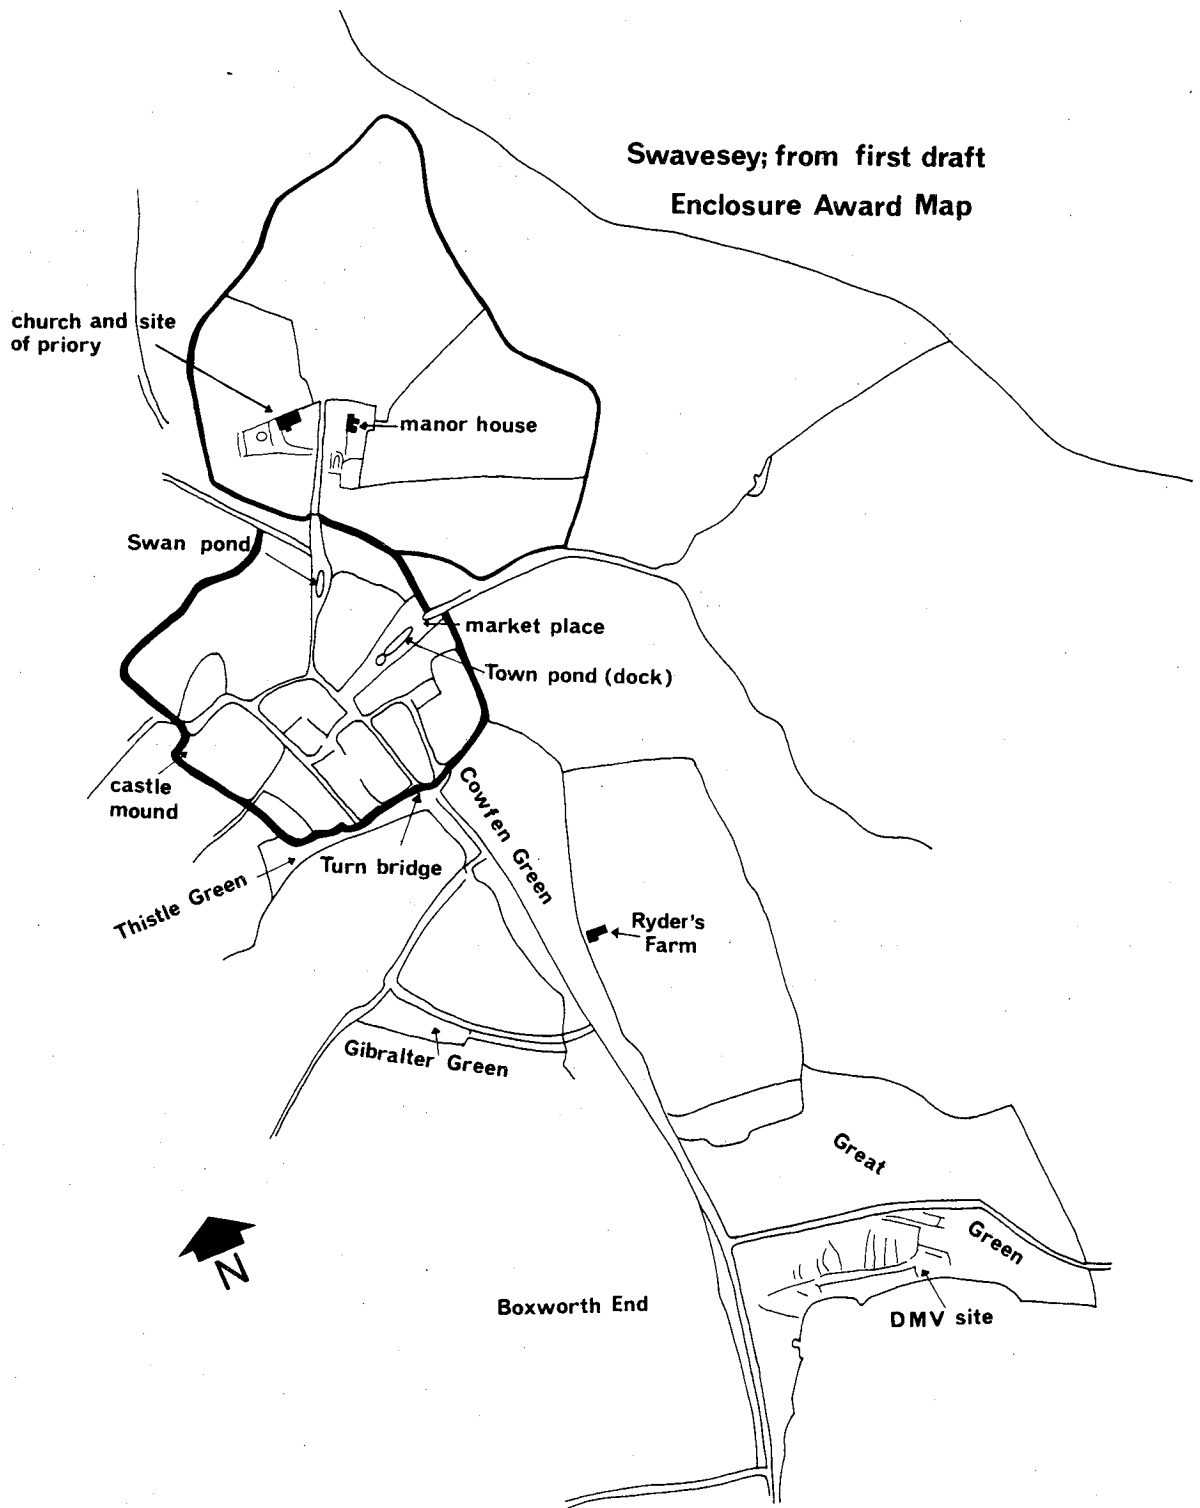 Swavesey; from first draft
Enclosure Award Map
church and site
of priory
manor house
Swan pond
market place
Town pond (dock)
castle
mound
Cowfen Green
Turn bridge
Thistle Green
Ryder's
Farm
Gibralter Green
Great
Green
N
Boxworth End
DMV site